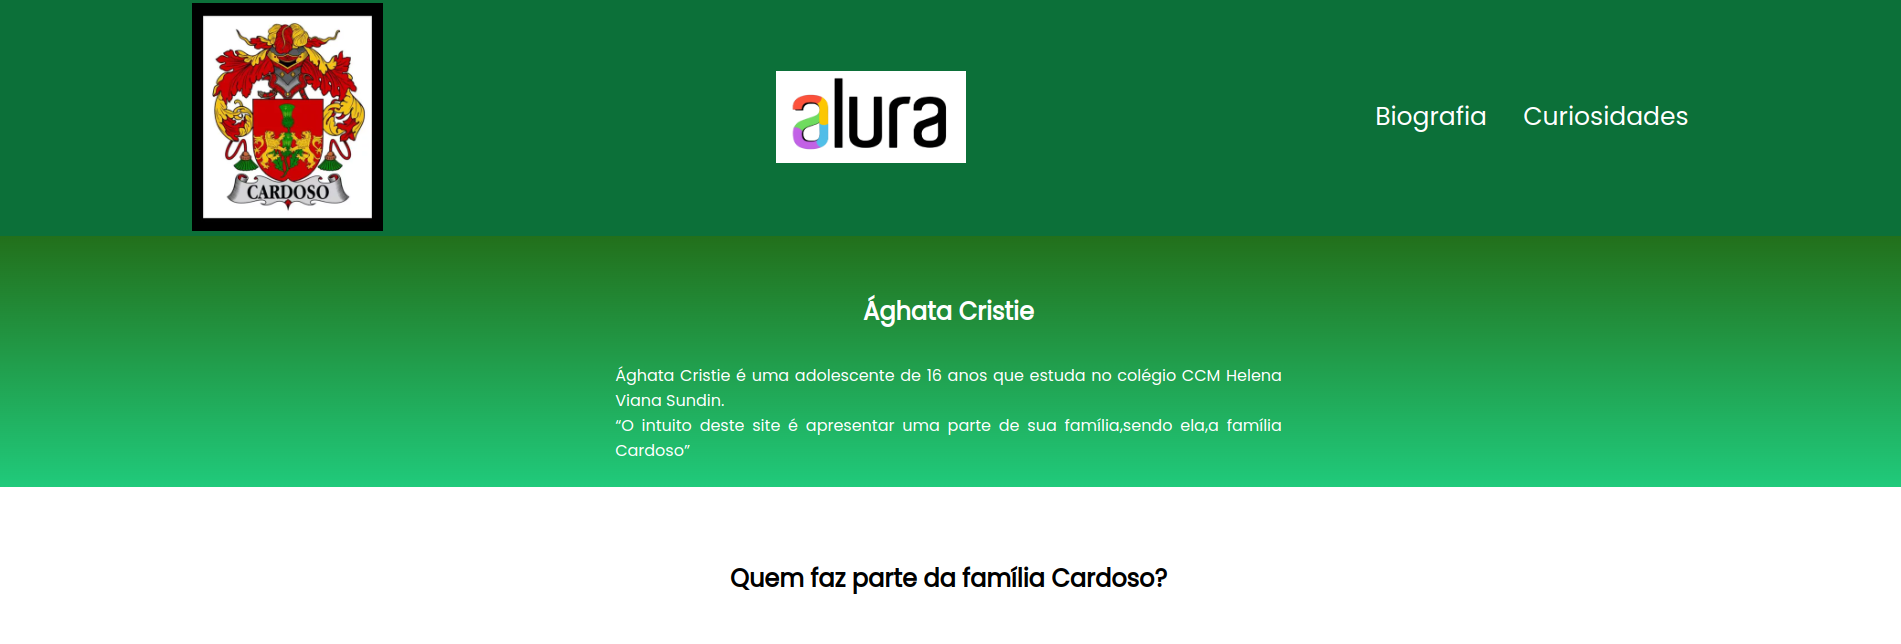 CARDOSO
alura
Biografia Curiosidades
Ághata Cristie
Ághata Cristie é uma adolescente de 16 anos que estuda no colégio CCM Helena
Viana Sundin.
“O intuito deste site é apresentar uma parte de sua família,sendo ela,a família
Cardoso”
Quem faz parte da família Cardoso?